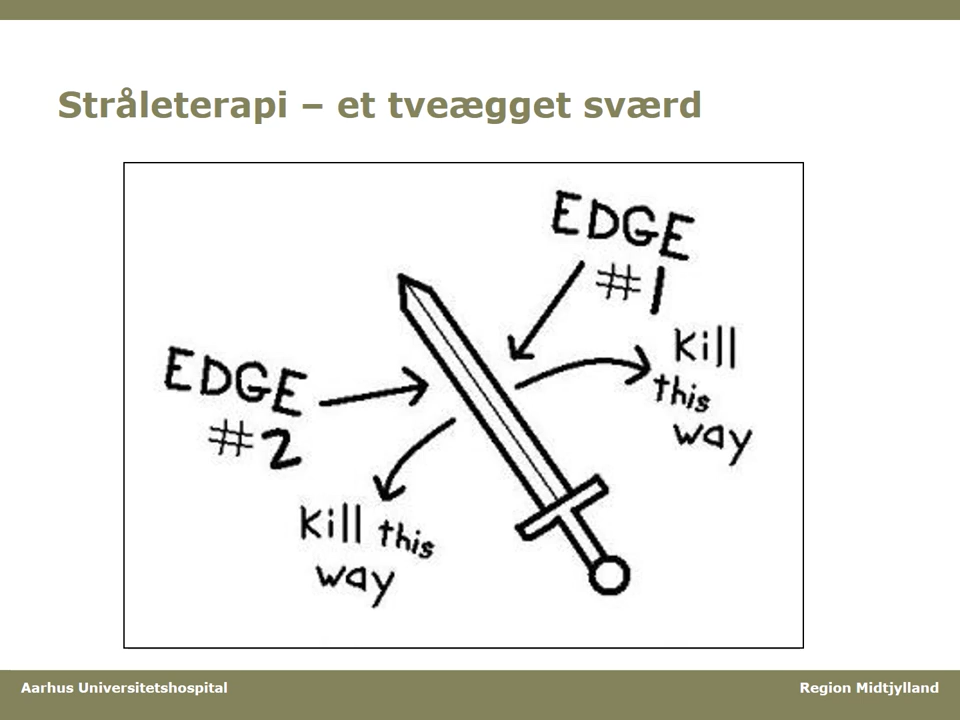 Stråleterapi – et tveægget sværd
EDGE
#1
Kill
this
way
EDGE
#2
Kill this
way
Aarhus Universitetshospital
Region Midtjylland